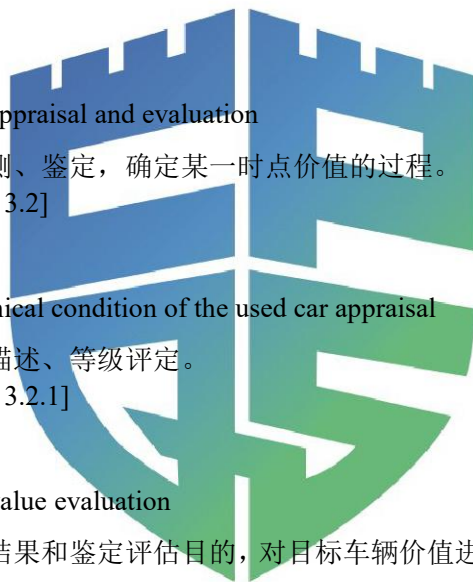 ppraisal and evaluation
测、鉴定，确定某一时点价值的过程。
3.2]
nical condition of the used car appraisal
描述、等级评定。
3.2.1]
value evaluation
结果和鉴定评估目的，对目标车辆价值进